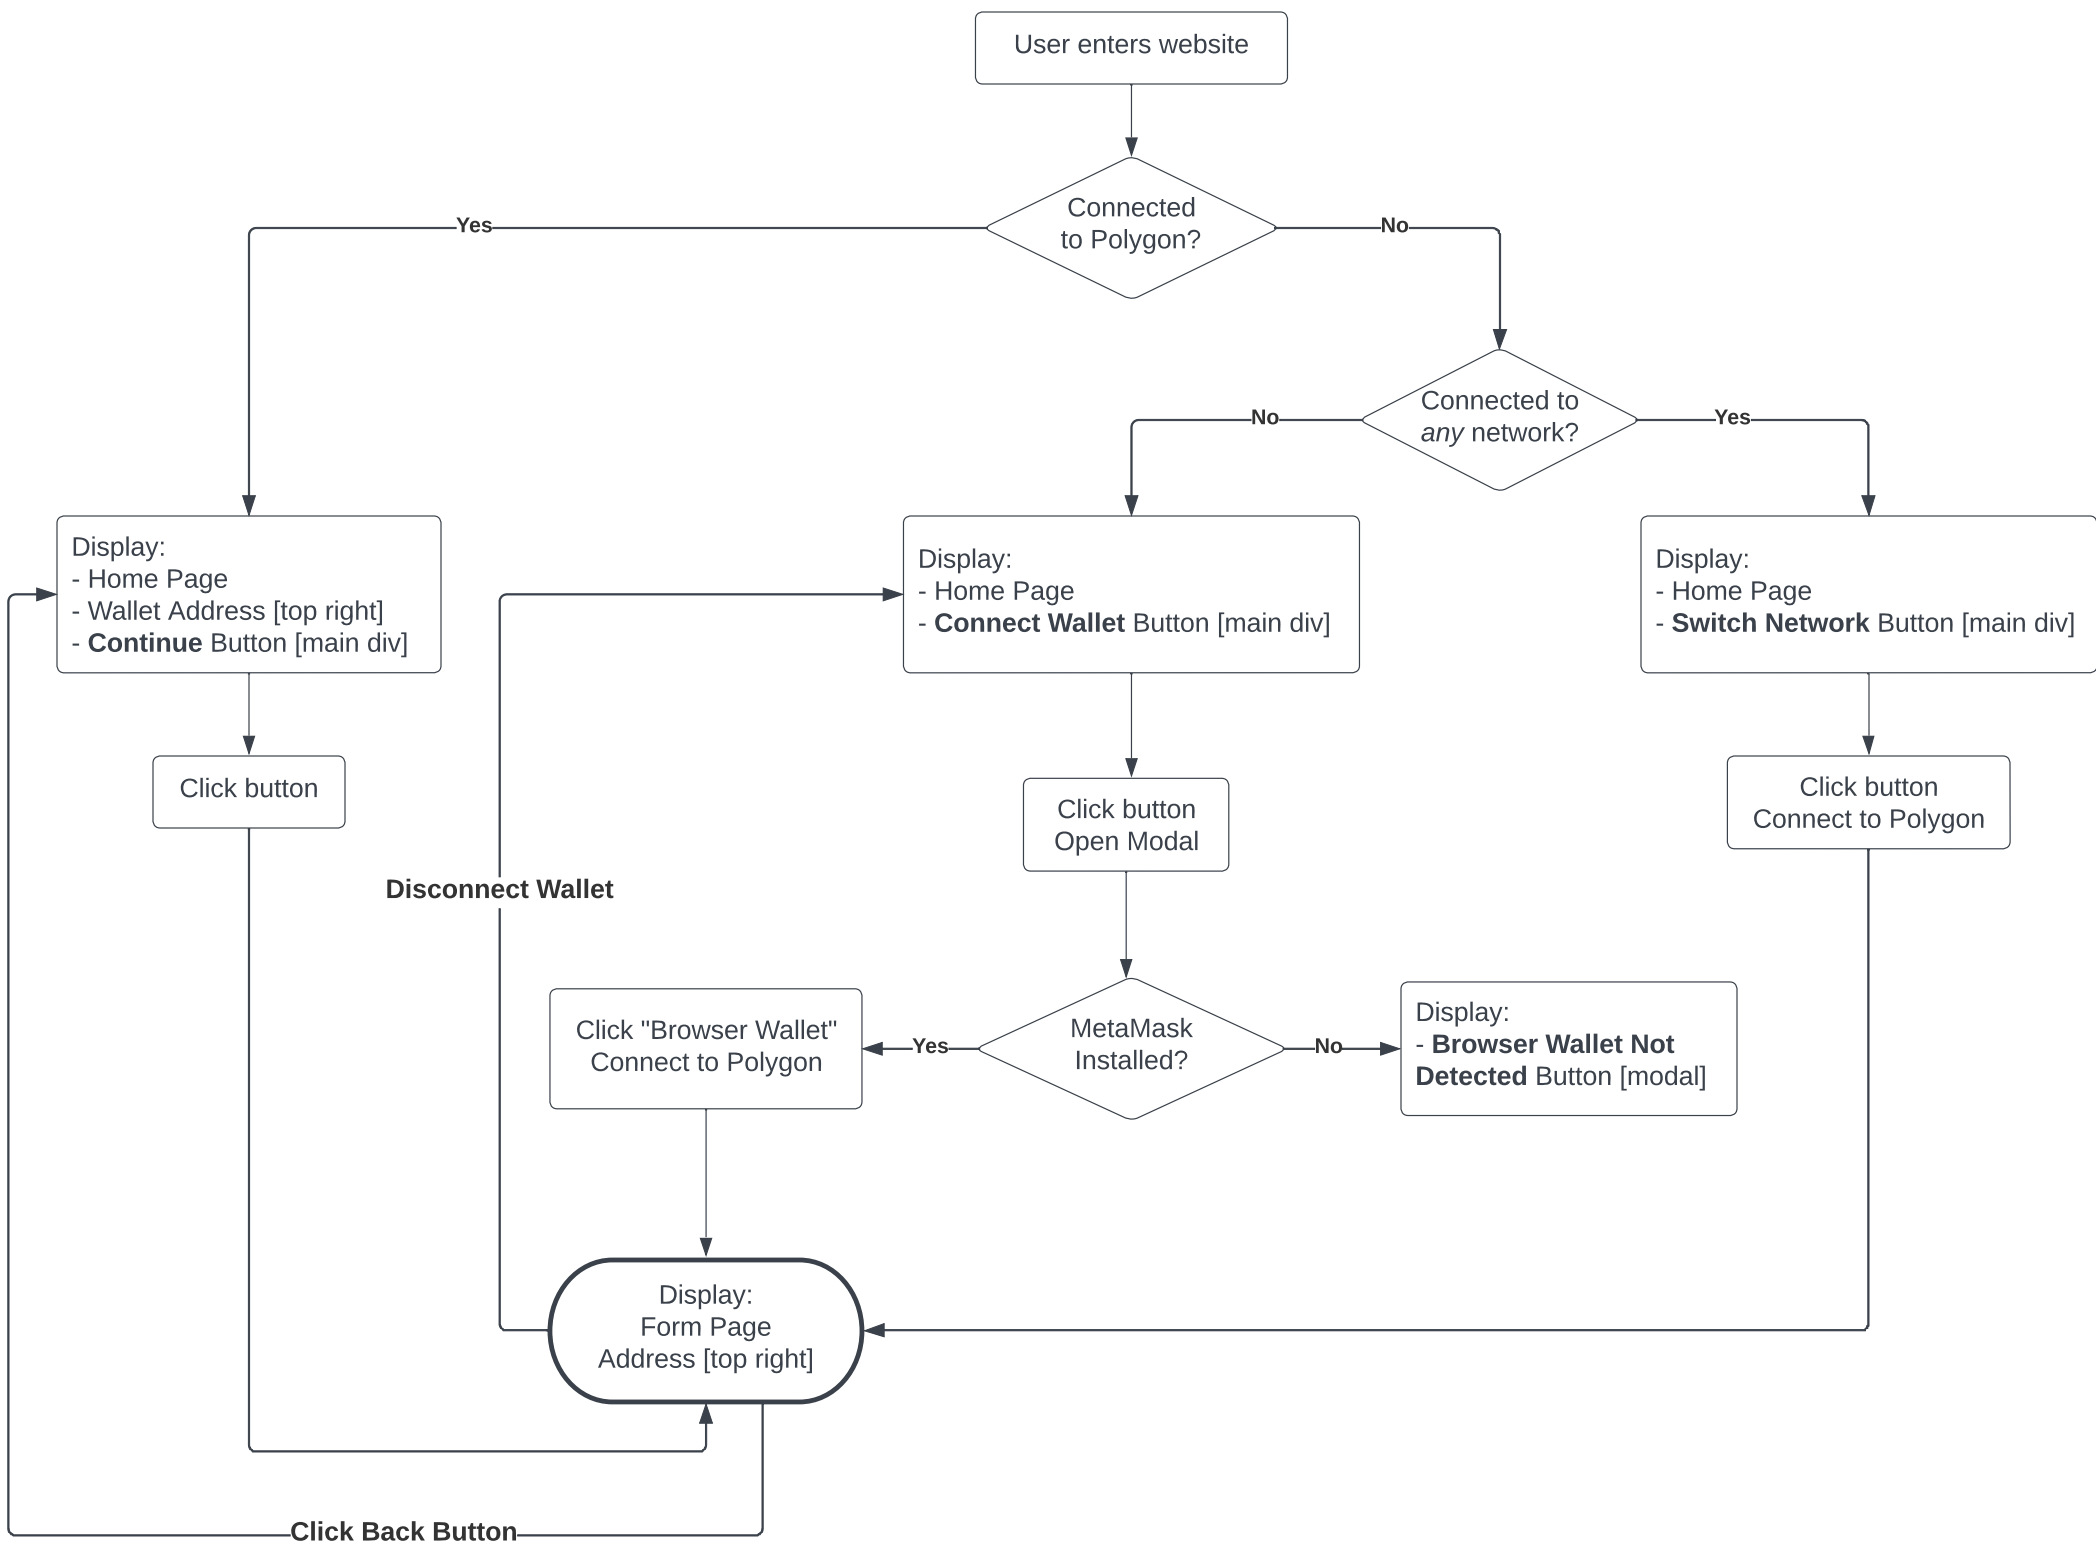 User enters website
Connected
to Polygon?
Yes
No
Connected to
any network?
No
Yes
Display:
- Home Page
- Wallet Address [top right]
- Continue Button [main div]
Display:
- Home Page
- Connect Wallet Button [main div]
Display:
- Home Page
- Switch Network Button [main div]
Click button
Click button
Open Modal
Click button
Connect to Polygon
Disconnect Wallet
Click "Browser Wallet"
Connect to Polygon
Yes
MetaMask
Installed?
No
Display:
- Browser Wallet Not
Detected Button [modal]
Display:
Form Page
Address [top right]
Click Back Button